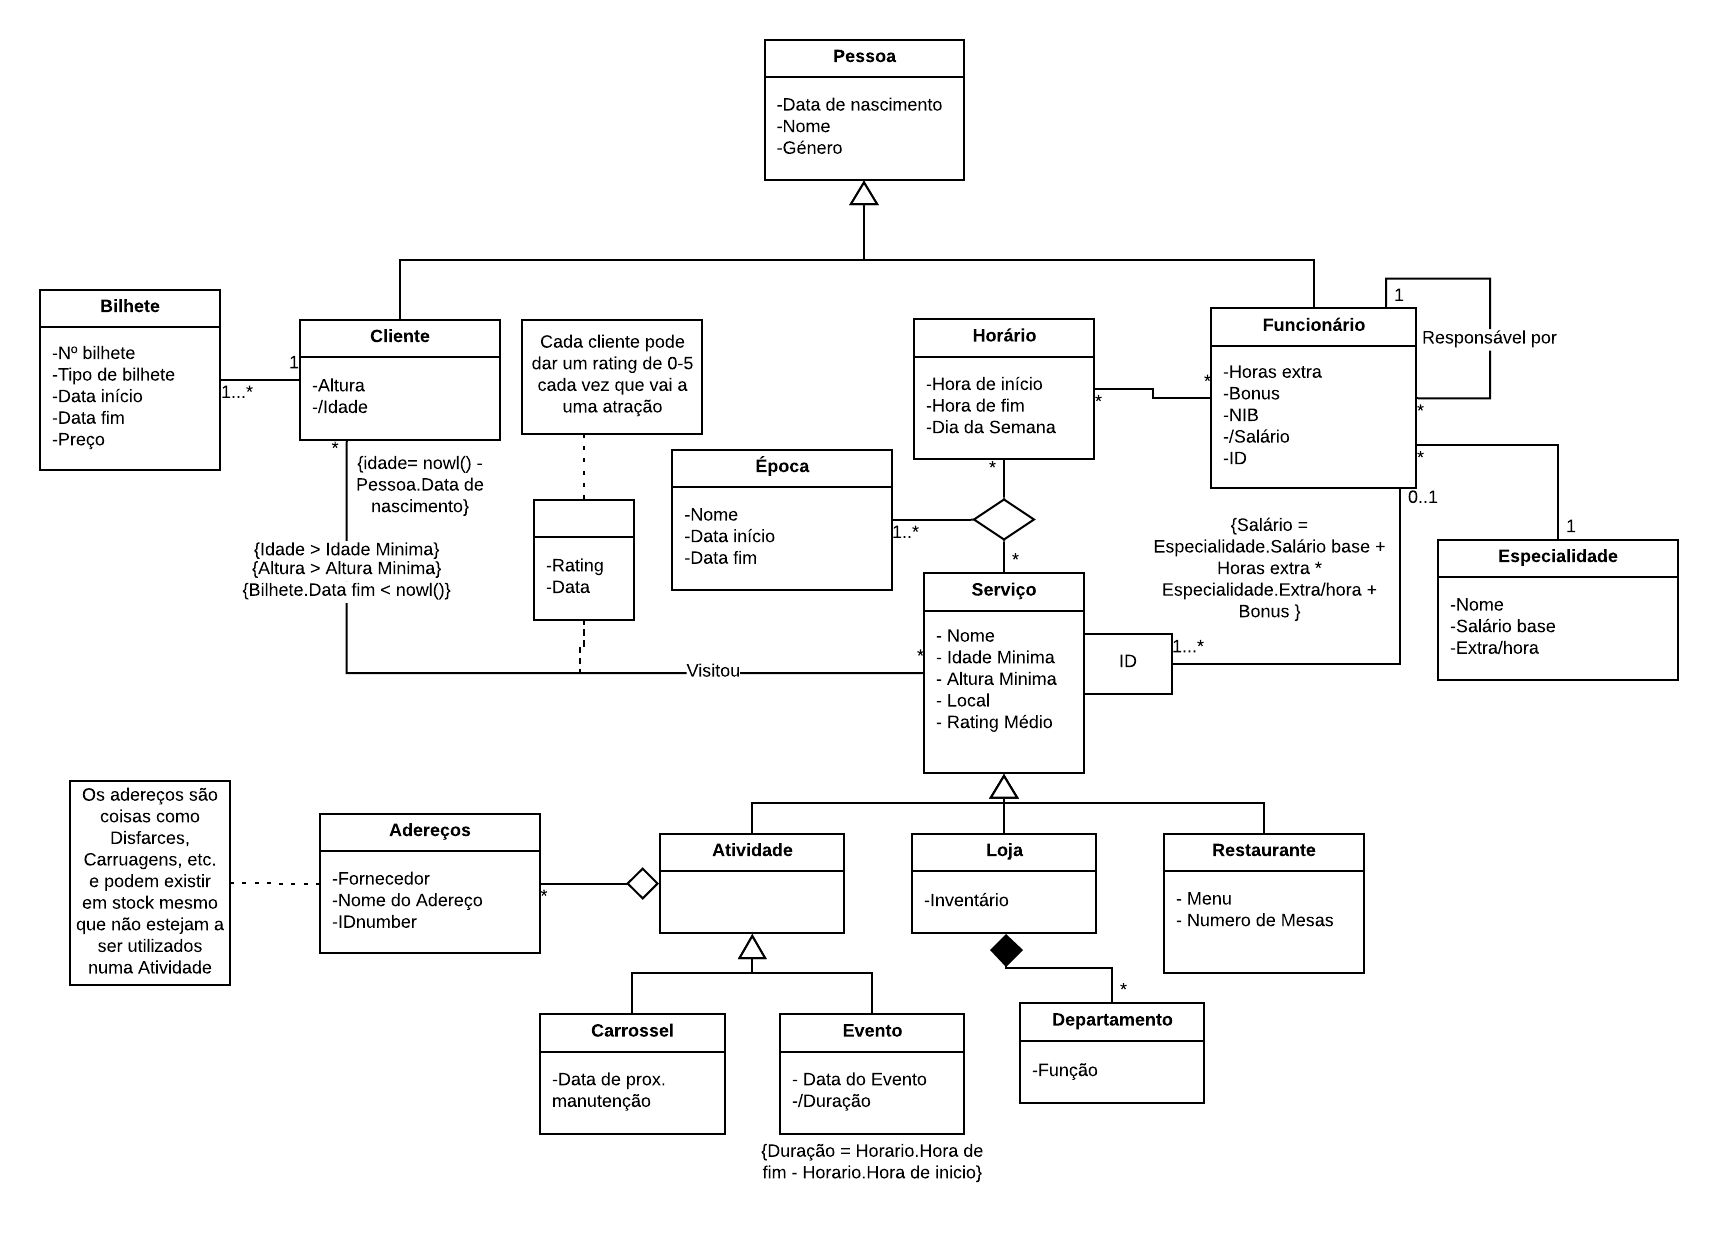 Pessoa
-Data de nascimento
-Nome
-Género
Bilhete
-Nº bilhete
-Tipo de bilhete
-Data início
-Data fim
-Preço
1...*
1
Cliente
-Altura
-/Idade
*
{idade= nowl() -
Pessoa.Data de
nascimento}
{Idade > Idade Minima}
{Altura > Altura Minima}
{Bilhete.Data fim < nowl()}
Cada cliente pode
dar um rating de 0-5
cada vez que vai a
uma atração
-Rating
-Data
Visitou
*
Época
-Nome
-Data início
-Data fim
1..*
Horário
-Hora de início
-Hora de fim
-Dia da Semana
*
*
*
*
Funcionário
-Horas extra
-Bonus
-NIB
-/Salário
-ID
1
Responsável por
*
*
0..1
1
{Salário =
Especialidade.Salário base +
Horas extra *
Especialidade.Extra/hora +
Bonus }
Especialidade
-Nome
-Salário base
-Extra/hora
Serviço
- Nome
- Idade Minima
- Altura Minima
- Local
- Rating Médio
ID
1...*
Os adereços são
coisas como
Disfarces,
Carruagens, etc.
e podem existir
em stock mesmo
que não estejam a
ser utilizados
numa Atividade
Adereços
-Fornecedor
-Nome do Adereço
-IDnumber
*
Atividade
Loja
-Inventário
Restaurante
- Menu
- Numero de Mesas
Carrossel
-Data de prox.
manutenção
Evento
- Data do Evento
-/Duração
{Duração = Horario.Hora de
fim - Horario.Hora de inicio}
*
Departamento
-Função